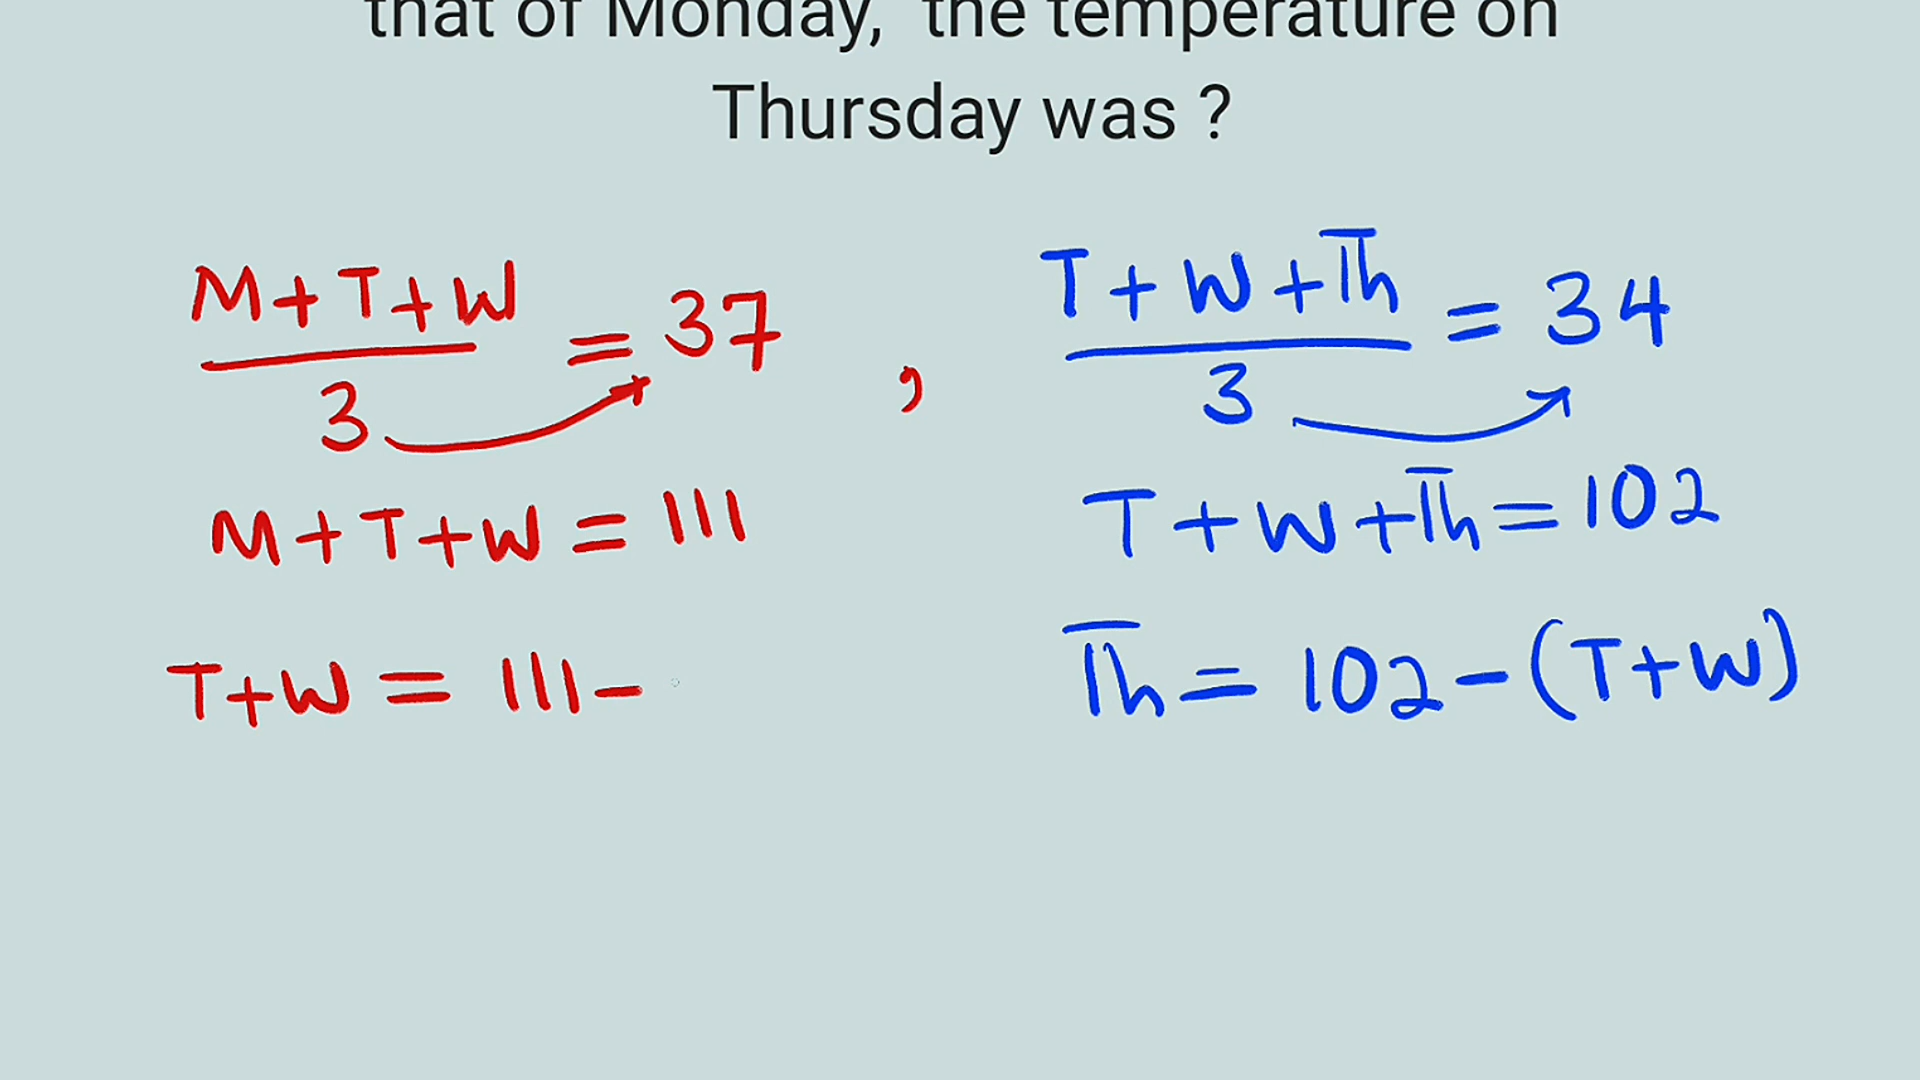 that of Monday, the temperature on
Thursday was ?
M+T+W
3
= 37
,
T+W+Th
3
= 34
M+T+W = 111
T+W+Th = 102
T+W = 111-
Th = 102-(T+W)